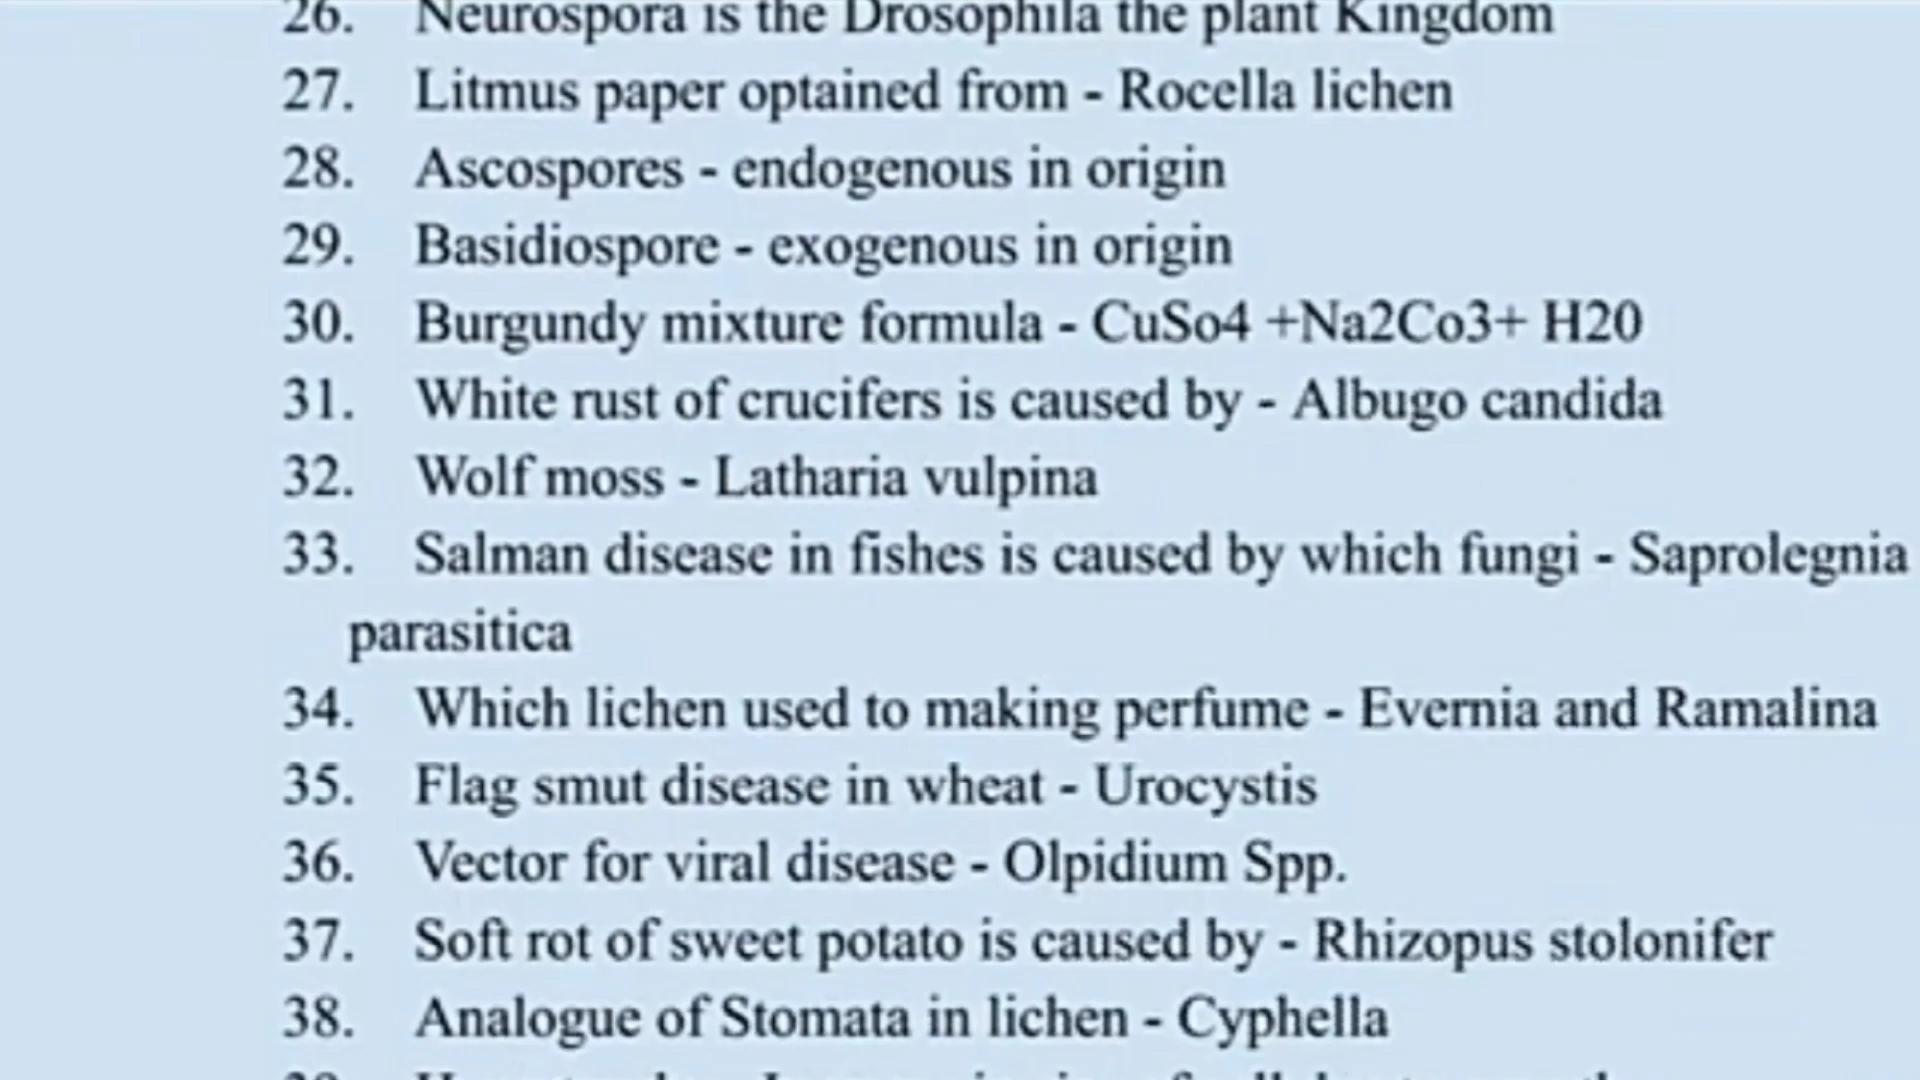 26. Neurospora is the Drosophila the plant Kingdom
27. Litmus paper optained from - Rocella lichen
28. Ascospores - endogenous in origin
29. Basidiospore - exogenous in origin
30. Burgundy mixture formula - CuSo4 +Na2Co3+ H20
31. White rust of crucifers is caused by - Albugo candida
32. Wolf moss - Latharia vulpina
33. Salman disease in fishes is caused by which fungi - Saprolegnia
parasitica
34. Which lichen used to making perfume - Evernia and Ramalina
35. Flag smut disease in wheat - Urocystis
36. Vector for viral disease - Olpidium Spp.
37. Soft rot of sweet potato is caused by - Rhizopus stolonifer
38. Analogue of Stomata in lichen - Cyphella